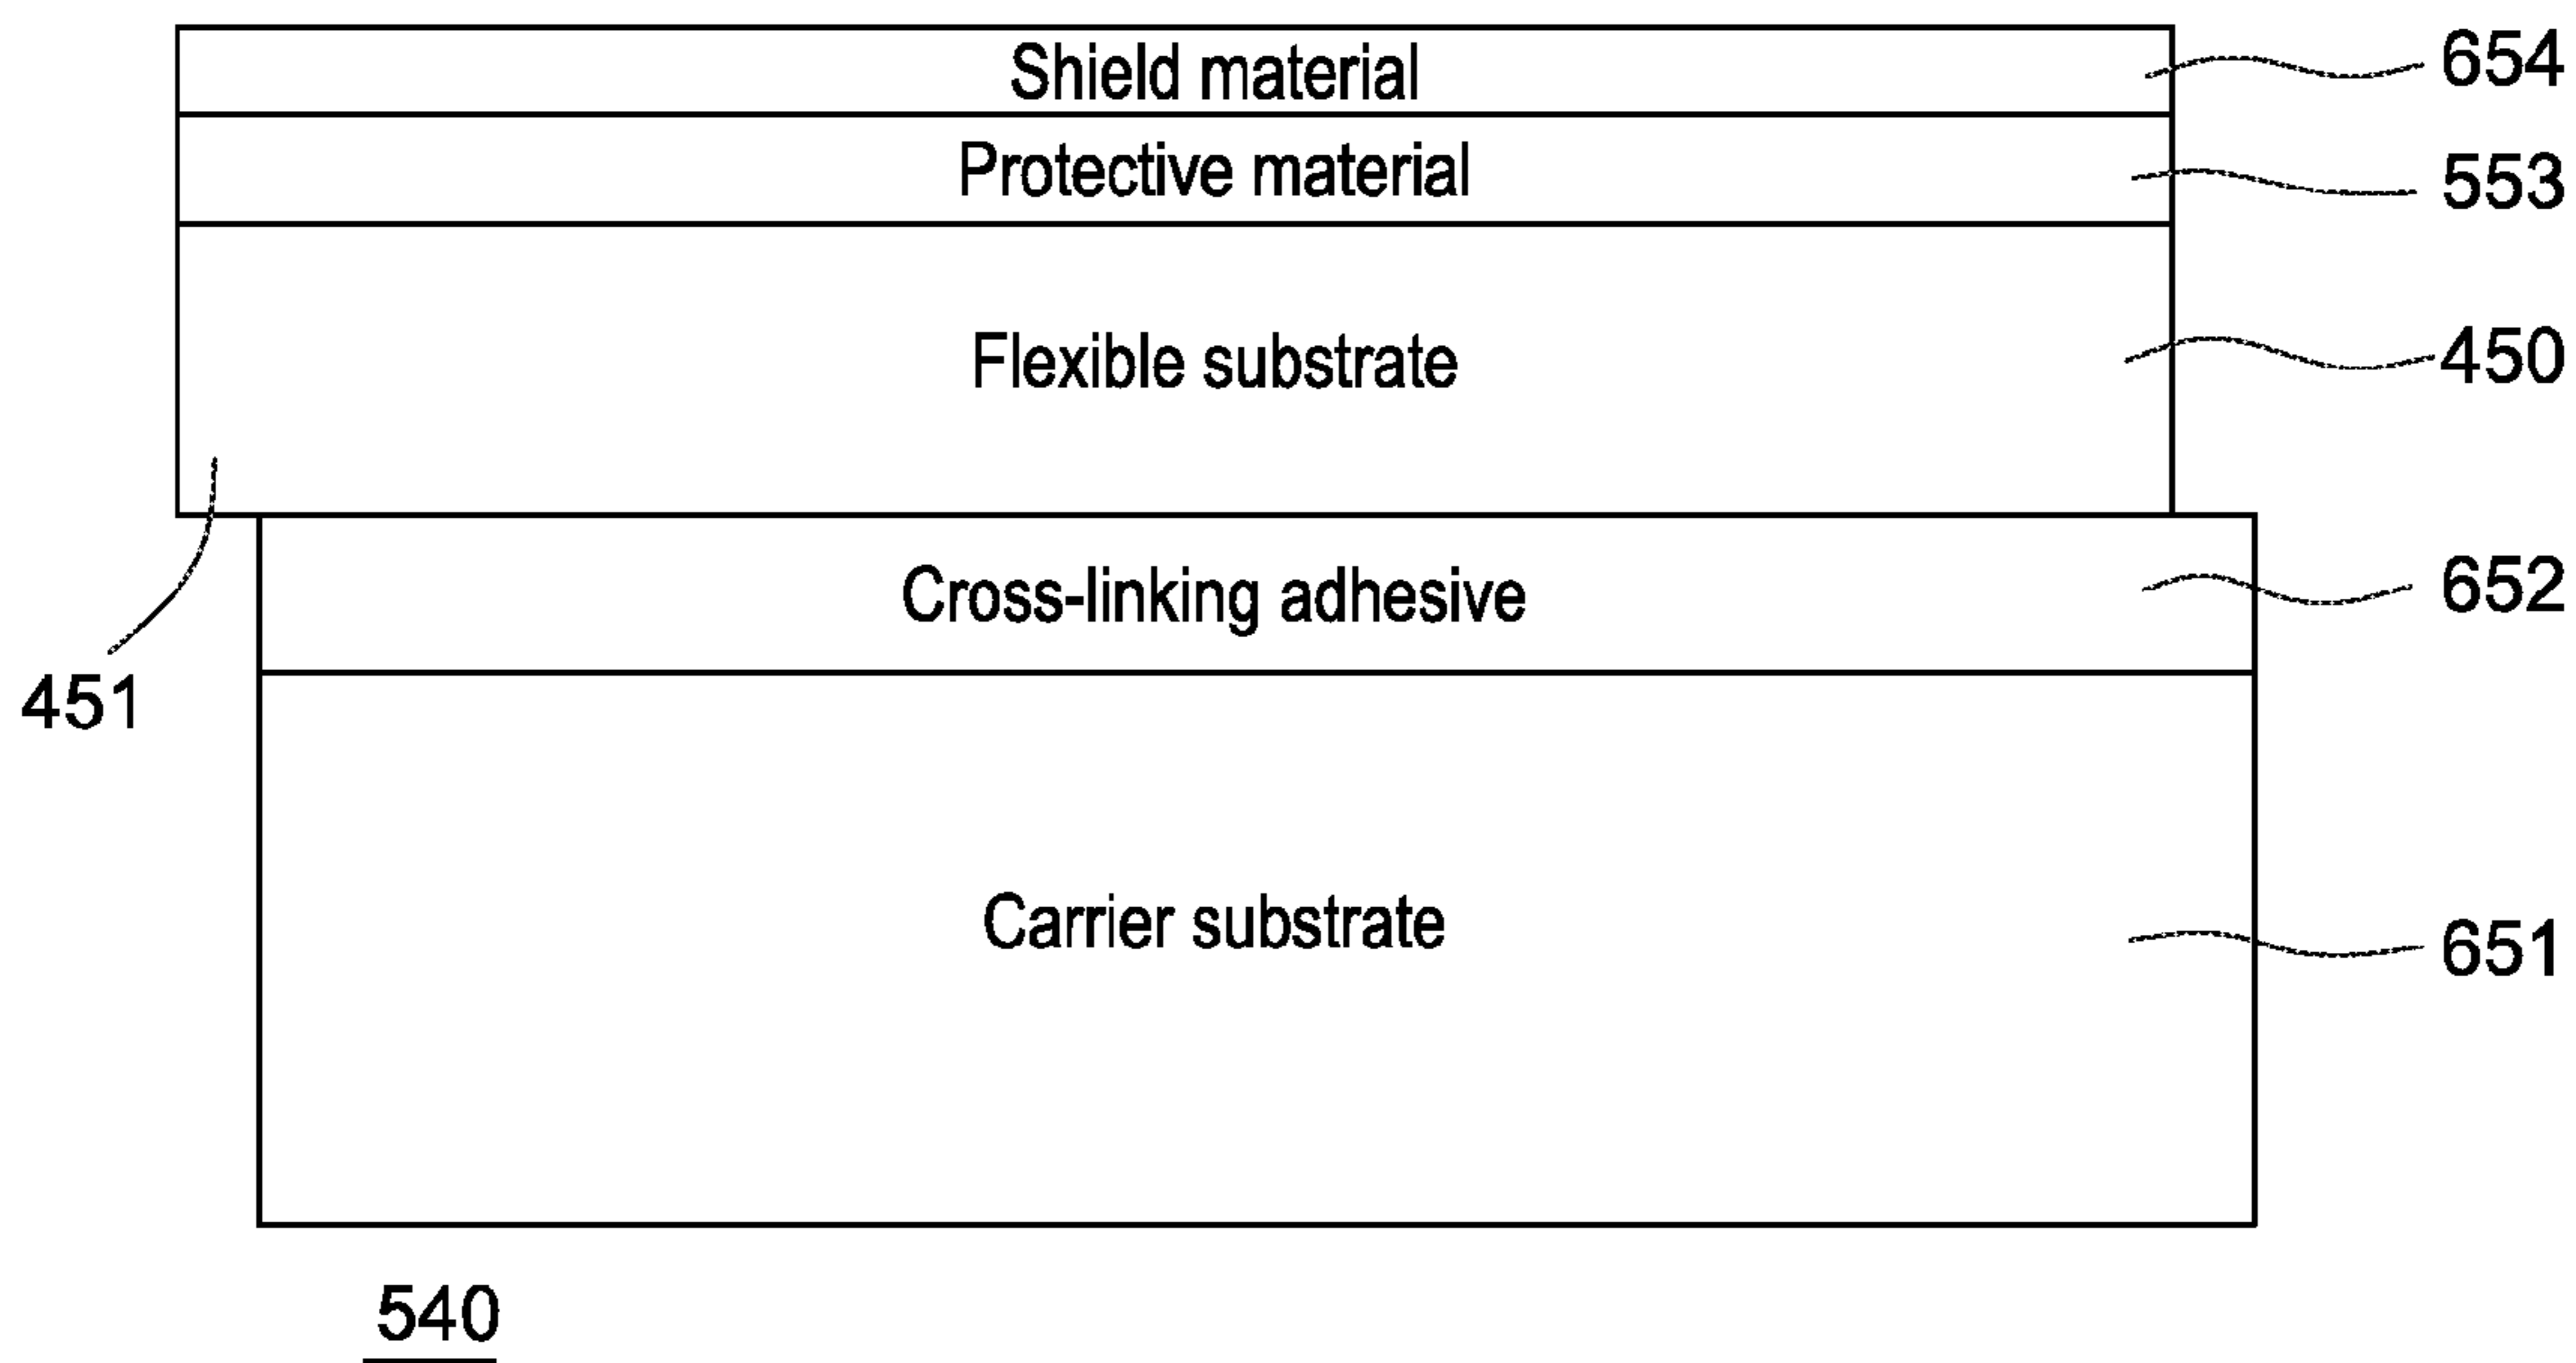 Shield material
654
Protective material
553
Flexible substrate
450
Cross-linking adhesive
652
451
Carrier substrate
651
540